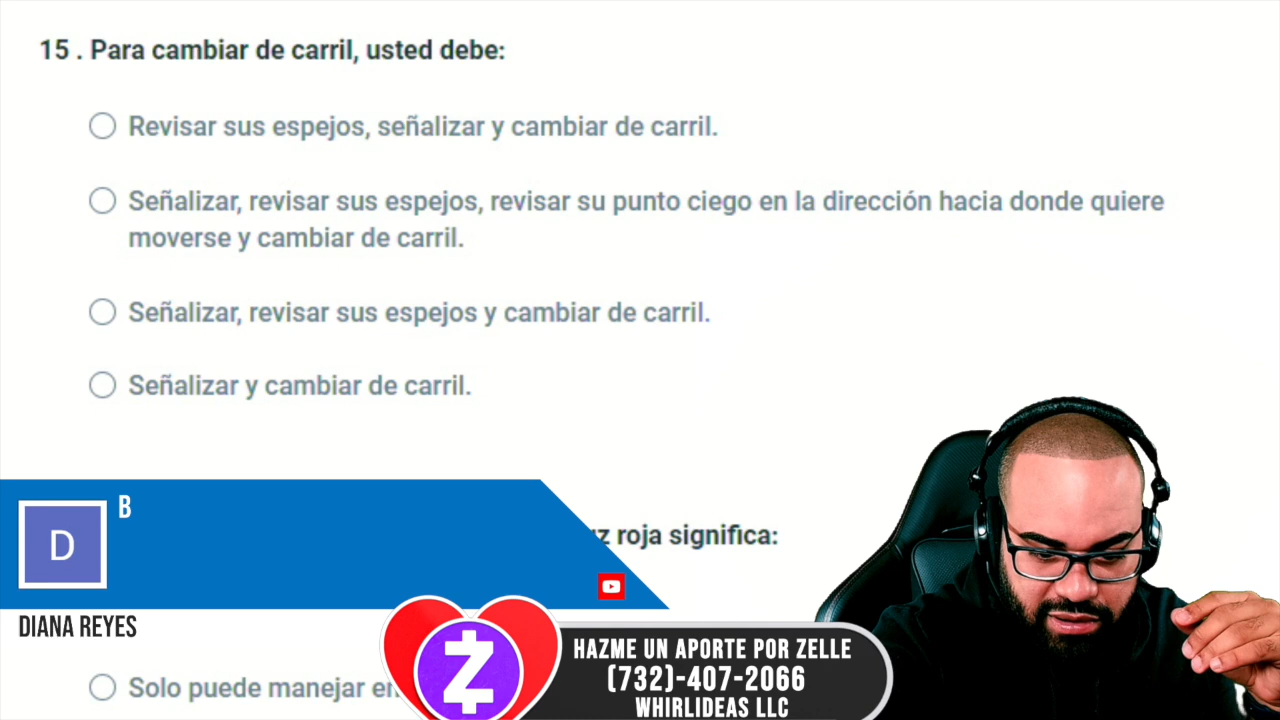 15 . Para cambiar de carril, usted debe:
Revisar sus espejos, señalizar y cambiar de carril.
Señalizar, revisar sus espejos, revisar su punto ciego en la dirección hacia donde quiere
moverse y cambiar de carril.
Señalizar, revisar sus espejos y cambiar de carril.
Señalizar y cambiar de carril.
B
D
roja significa:
DIANA REYES
HAZME UN APORTE POR ZELLE
(732)-407-2066
WHIRLIDEAS LLC
Solo puede manejar